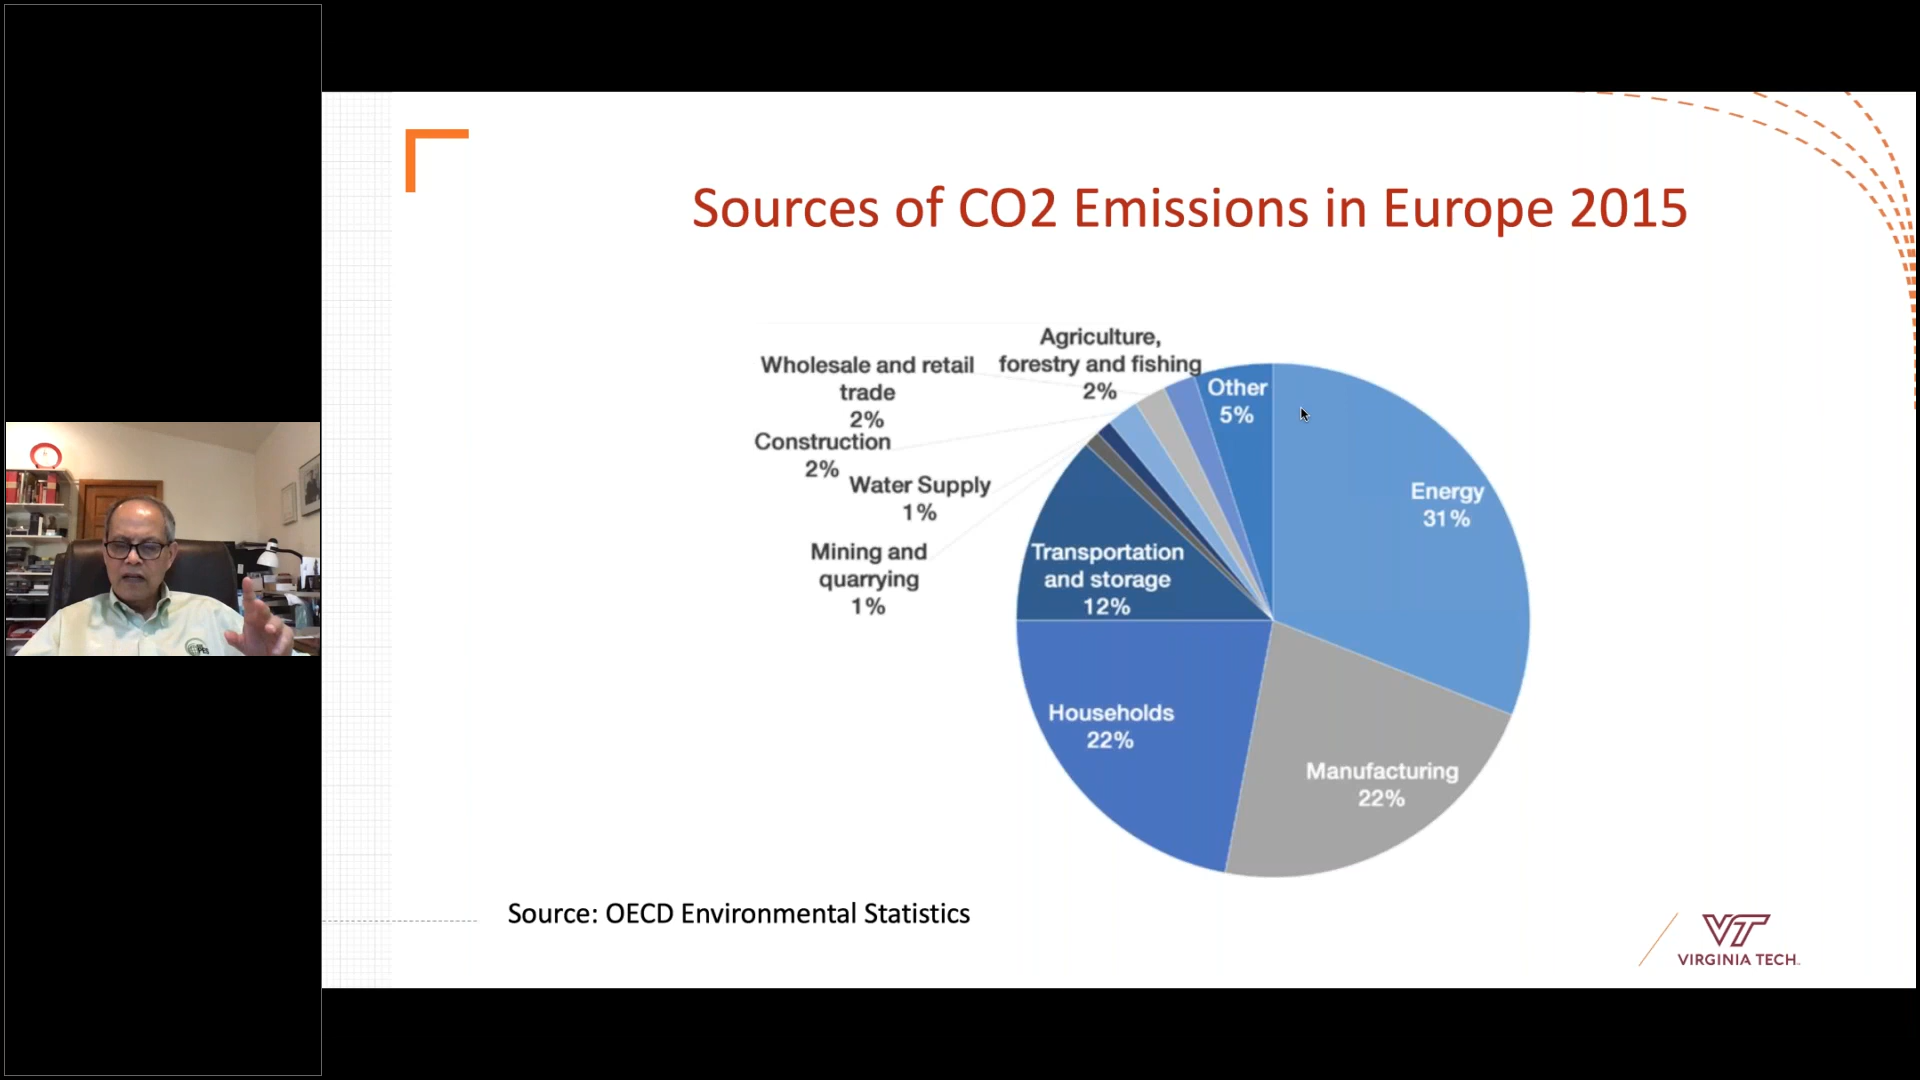 Sources of CO2 Emissions in Europe 2015
Agriculture,
forestry and fishing
2%
Wholesale and retail
trade
2%
Construction
2%
Water Supply
1%
Mining and
quarrying
1%
Other
5%
Energy
31%
Transportation
and storage
12%
Households
22%
Manufacturing
22%
Source: OECD Environmental Statistics
VT
VIRGINIA TECH